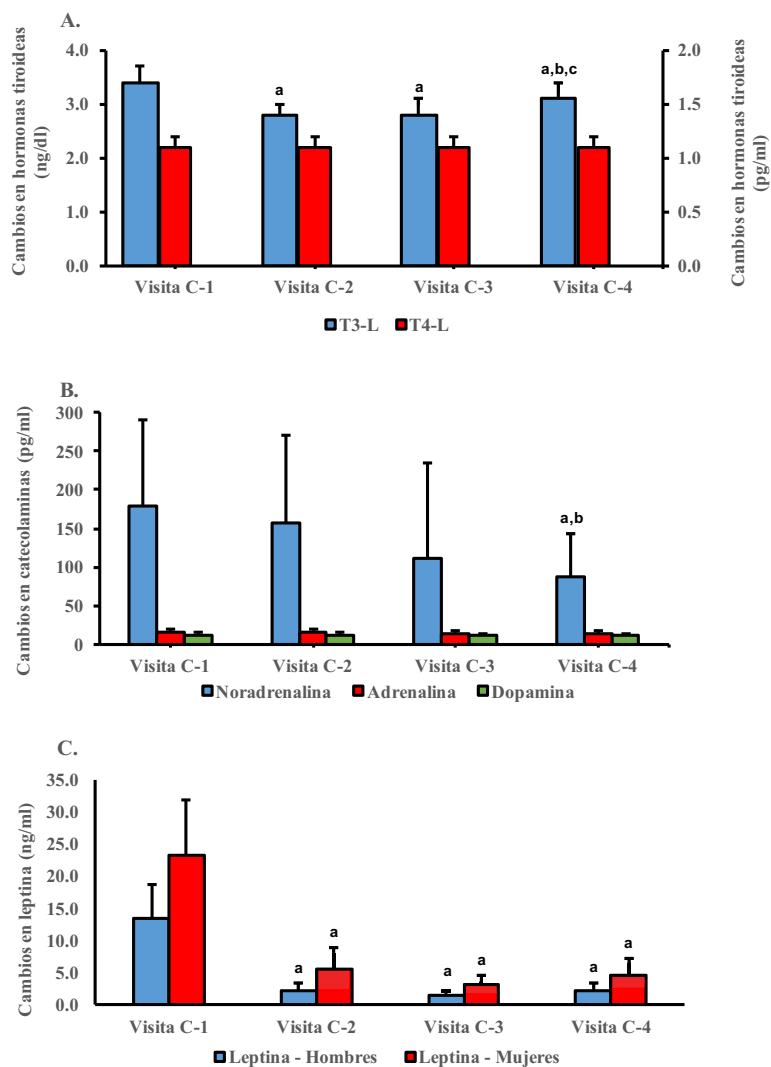 A.
Cambios en hormonas tiroideas
(ng/dl)
4.0
3.0
2.0
1.0
0.0
a
a
a,b,c
2.0
1.5
1.0
0.5
0.0
Cambios en hormonas tiroideas
(pg/ml)
Visita C-1
Visita C-2
Visita C-3
Visita C-4
T3-L
T4-L
B.
Cambios en catecolaminas (pg/ml)
300
250
200
150
100
50
0
a,b
Visita C-1
Visita C-2
Visita C-3
Visita C-4
Noradrenalina
Adrenalina
Dopamina
C.
Cambios en leptina (ng/ml)
35.0
30.0
25.0
20.0
15.0
10.0
5.0
0.0
a
a
a
a
a
a
Visita C-1
Visita C-2
Visita C-3
Visita C-4
Leptina - Hombres
Leptina - Mujeres